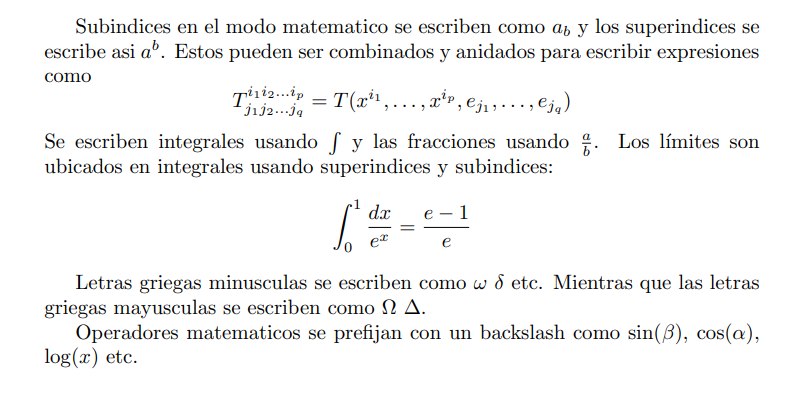 Subindices en el modo matematico se escriben como $a_b$ y los superindices se
escribe asi $a^b$. Estos pueden ser combinados y anidados para escribir expresiones
como
$T^{i_1 i_2 \dots i_p}_{j_1 j_2 \dots j_q} = T(x^{i_1}, \dots, x^{i_p}, e_{j_1}, \dots, e_{j_q})$
Se escriben integrales usando $\int$ y las fracciones usando $\frac{a}{b}$. Los límites son
ubicados en integrales usando superindices y subindices:
$\int_0^1 \frac{dx}{e^x} = \frac{e-1}{e}$
Letras griegas minusculas se escriben como $\omega$ $\delta$ etc. Mientras que las letras
griegas mayusculas se escriben como $\Omega$ $\Delta$.
Operadores matematicos se prefijan con un backslash como $\sin(\beta)$, $\cos(\alpha)$,
$\log(x)$ etc.